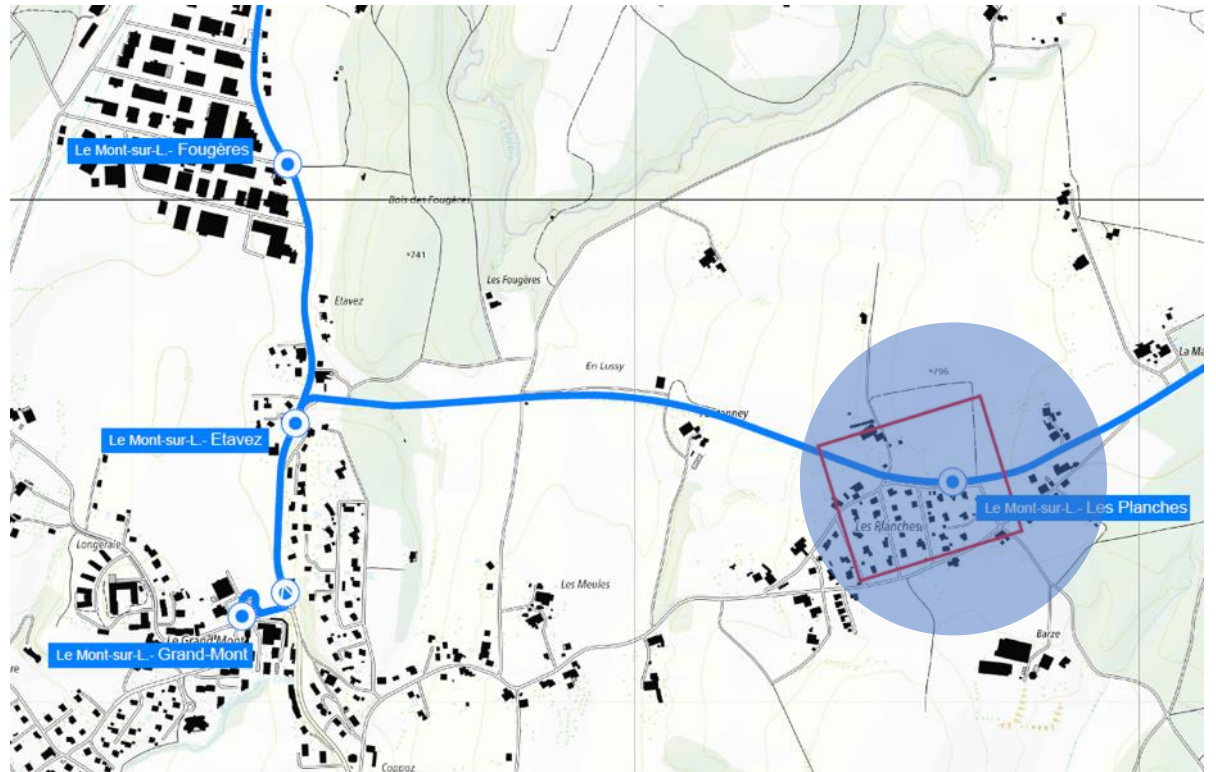 Le Mont-sur-L.- Fougères
Bois des Fougères
741
Les Fougères
Etavez
En Lussy
796
La Ma
Le Mont-sur-L.- Etavez
Le Mont-sur-L.- Les Planches
Les Planches
Longeraie
Les Meules
Le Grand-Mont
Le Mont-sur-L.- Grand-Mont
Barze
re
Coppoz